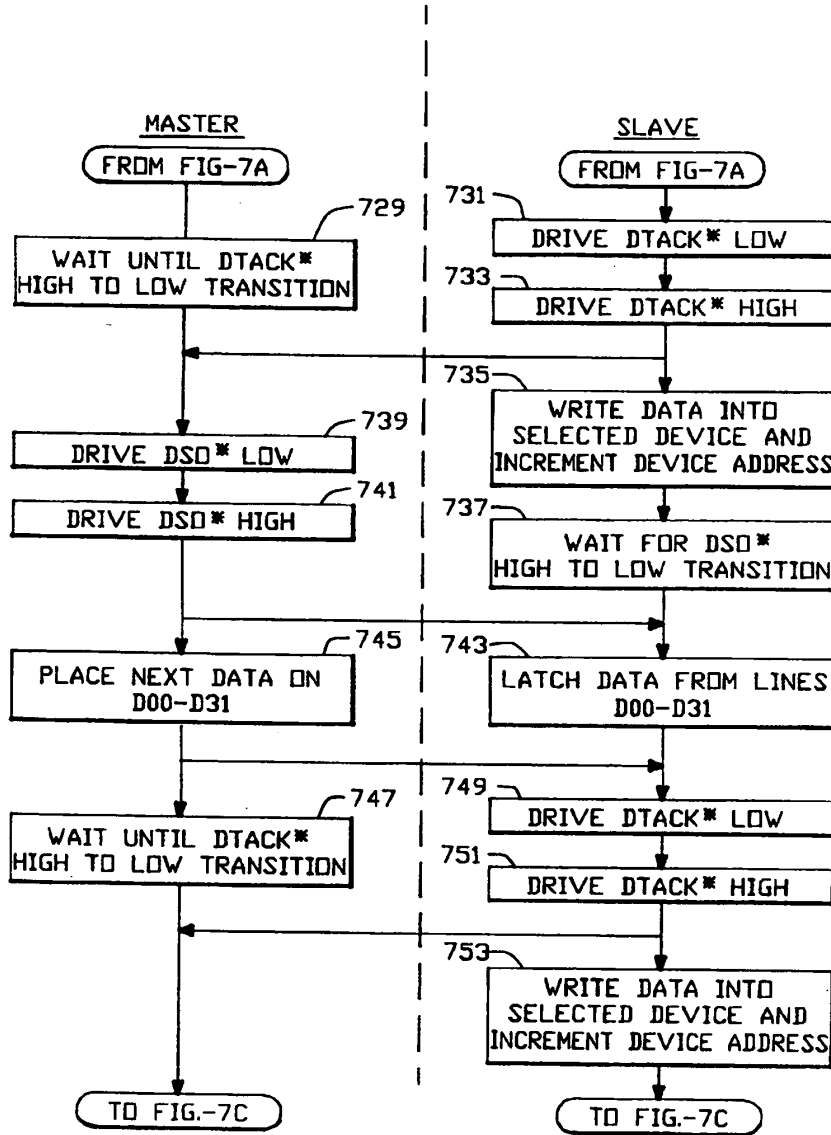 MASTER
FROM FIG-7A
729
WAIT UNTIL DTACK*
HIGH TO LOW TRANSITION
739
DRIVE DS0* LOW
741
DRIVE DS0* HIGH
745
PLACE NEXT DATA ON
D00-D31
747
WAIT UNTIL DTACK*
HIGH TO LOW TRANSITION
TO FIG.-7C
SLAVE
FROM FIG-7A
731
DRIVE DTACK* LOW
733
DRIVE DTACK* HIGH
735
WRITE DATA INTO
SELECTED DEVICE AND
INCREMENT DEVICE ADDRESS
737
WAIT FOR DS0*
HIGH TO LOW TRANSITION
743
LATCH DATA FROM LINES
D00-D31
749
DRIVE DTACK* LOW
751
DRIVE DTACK* HIGH
753
WRITE DATA INTO
SELECTED DEVICE AND
INCREMENT DEVICE ADDRESS
TO FIG.-7C